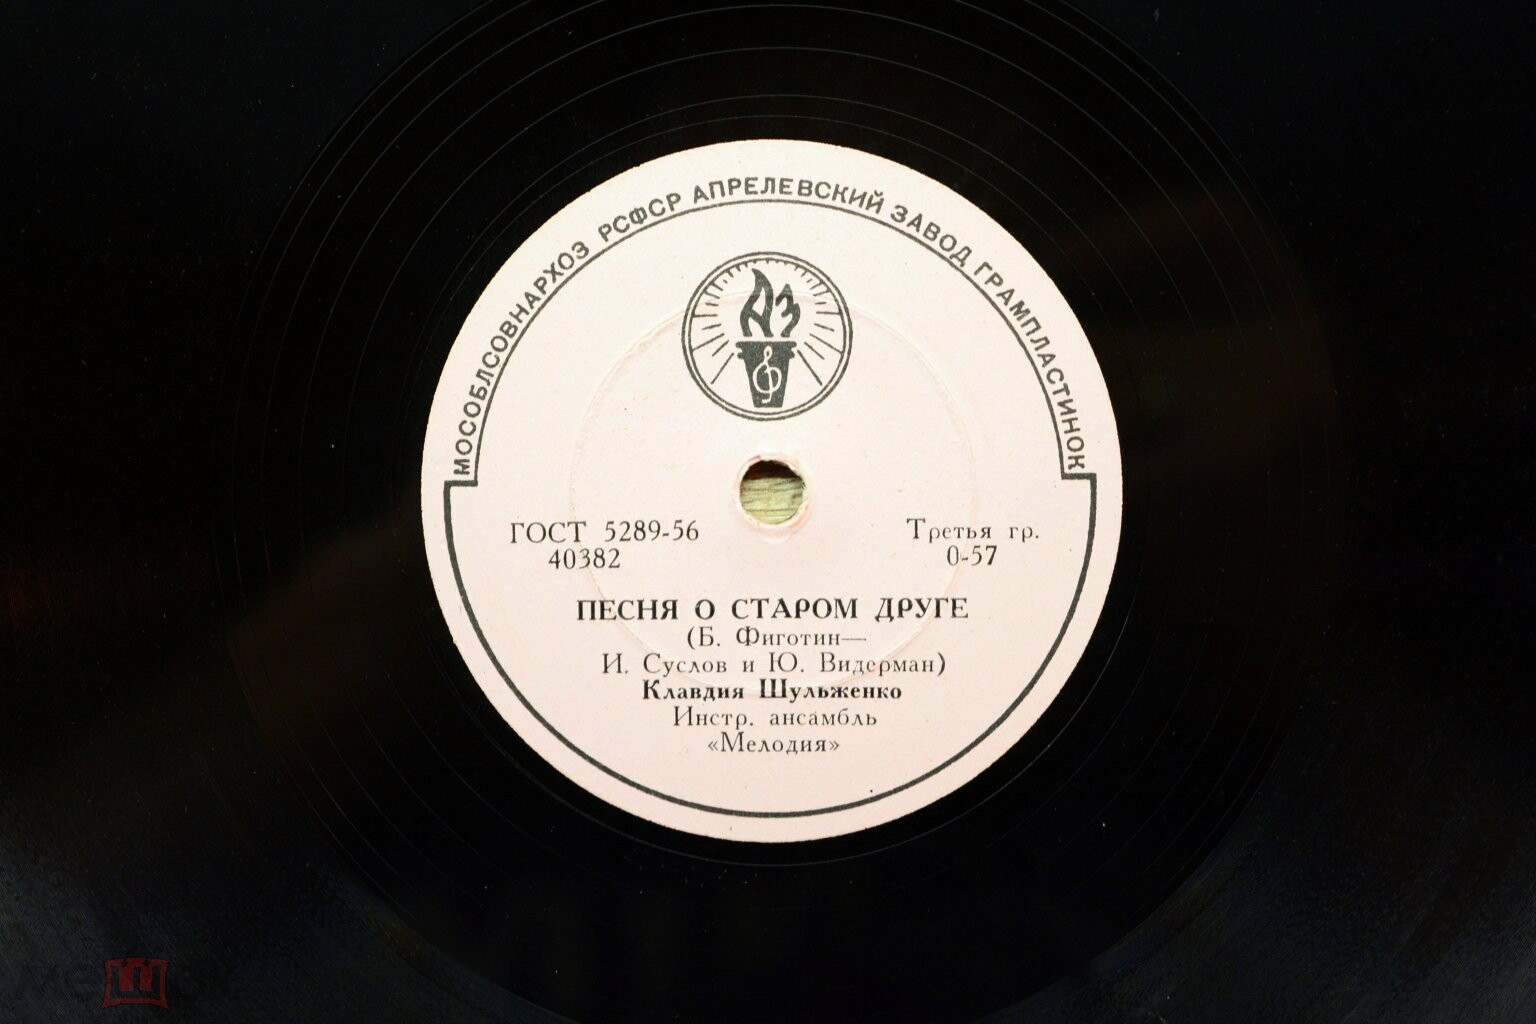 МОСОБЛСОВНАРХОЗ РСФСР АПРЕЛЕВСКИЙ ЗАВОД ГРАМПЛАСТИНОК
АЗ
ГОСТ 5289-56
40382
Третья гр.
0-57
ПЕСНЯ О СТАРОМ ДРУГЕ
(Б. Фиготин—
И. Суслов и Ю. Видерман)
Клавдия Шульженко
Инстр. ансамбль
«Мелодия»